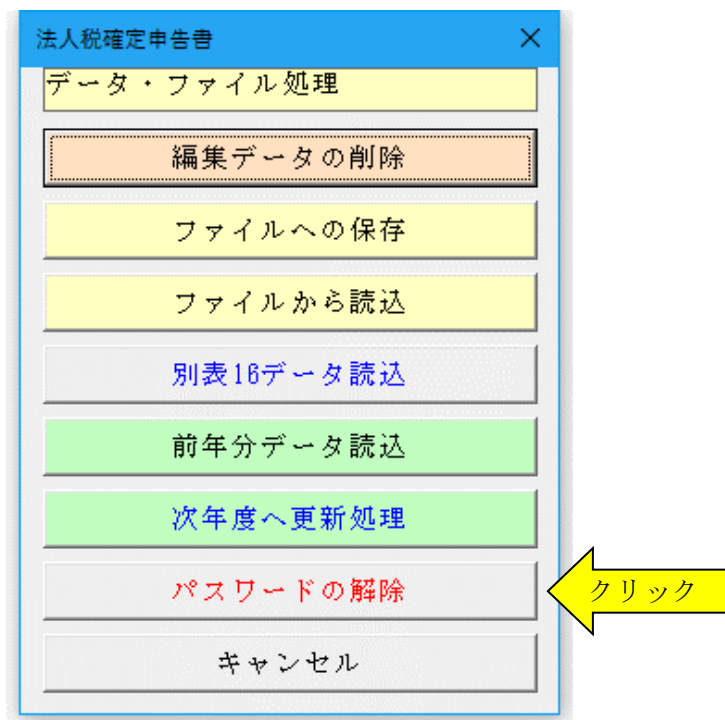 法人税確定申告書
データ・ファイル処理
編集データの削除
ファイルへの保存
ファイルから読込
別表16データ読込
前年分データ読込
次年度へ更新処理
パスワードの解除
クリック
キャンセル